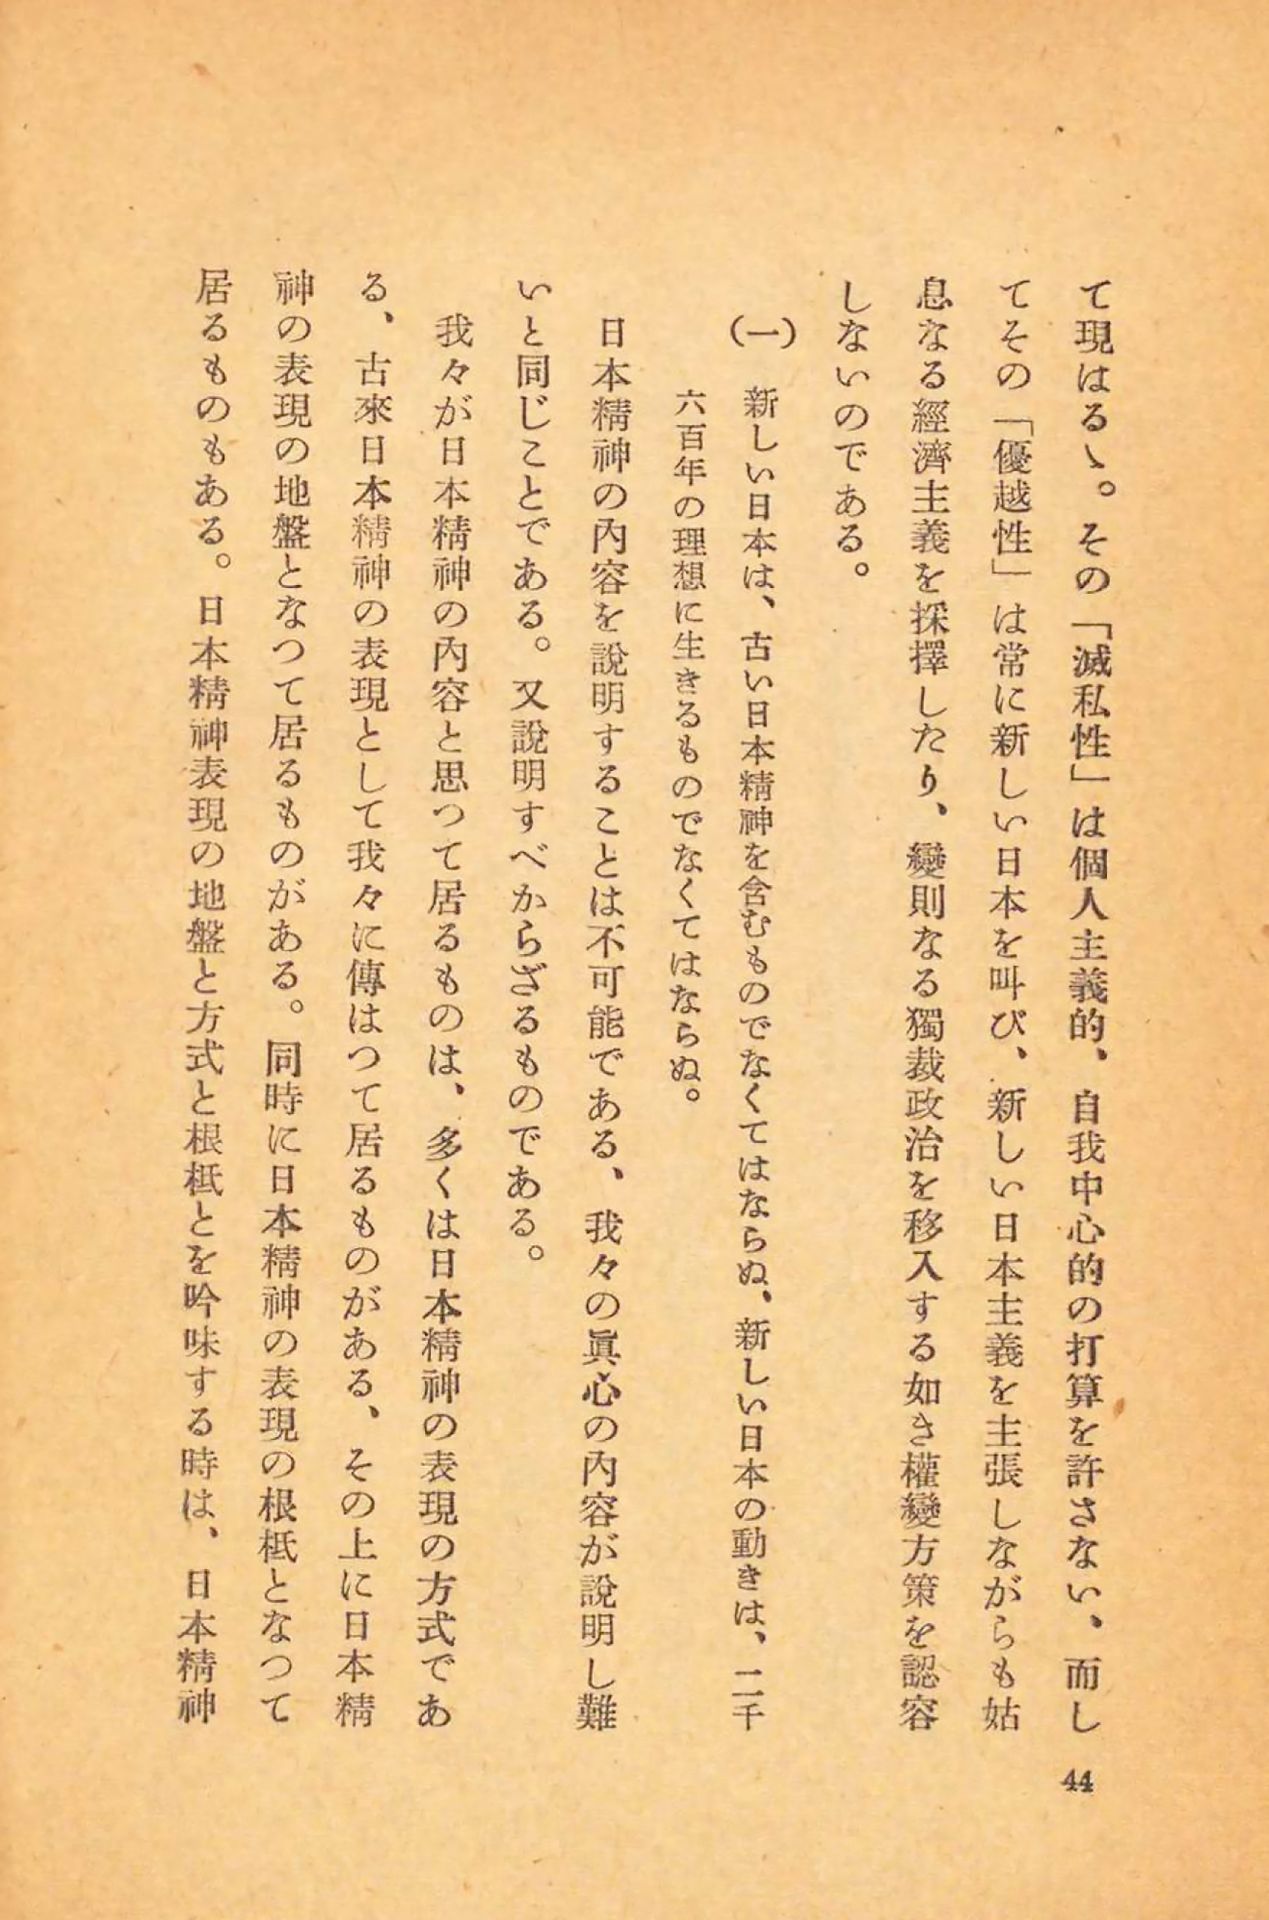 て現はるゝ。その「滅私性」は個人主義的、自我中心的の打算を許さない、而し
てその「優越性」は常に新しい日本を叫び、新しい日本主義を主張しながらも姑
息なる經濟主義を採擇したり、變則なる獨裁政治を移入する如き權變方策を認容
しないのである。
(一)　新しい日本は、古い日本精神を含むものでなくてはならぬ、新しい日本の動きは、二千
六百年の理想に生きるものでなくてはならぬ。
日本精神の內容を說明することは不可能である、我々の眞心の內容が說明し難
いと同じことである。又說明すべからざるものである。
我々が日本精神の內容と思つて居るものは、多くは日本精神の表現の方式であ
る、古來日本精神の表現として我々に傳はつて居るものがある、その上に日本精
神の表現の地盤となつて居るものがある。同時に日本精神の表現の根柢となつて
居るものもある。日本精神表現の地盤と方式と根柢とを吟味する時は、日本精神
44